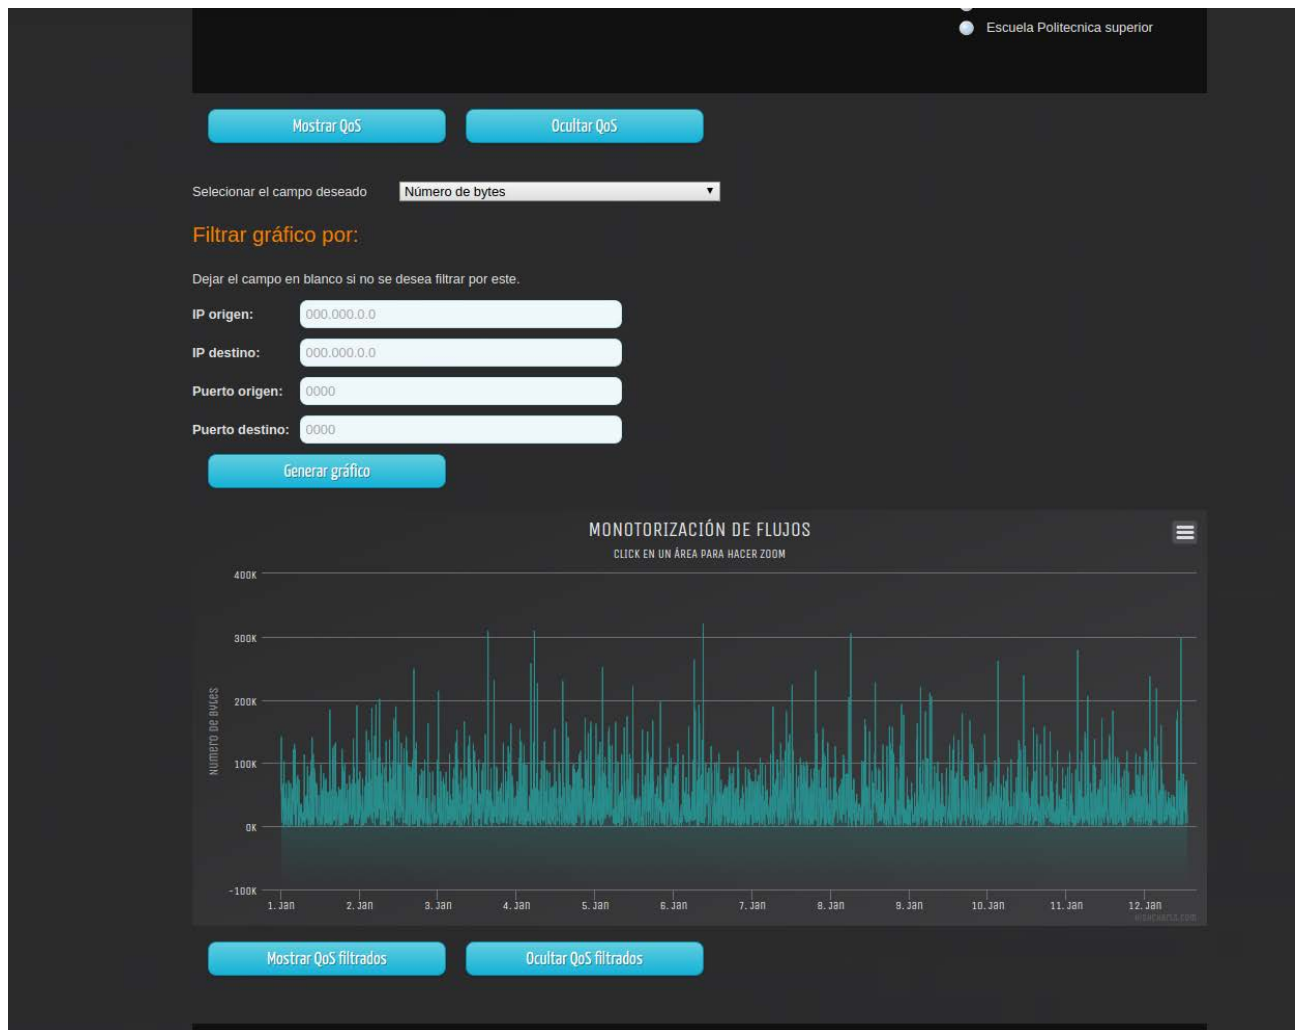 Escuela Politecnica superior
Mostrar QoS
Ocultar QoS
Selecionar el campo deseado
Número de bytes
Filtrar gráfico por:
Dejar el campo en blanco si no se desea filtrar por este.
IP origen:
000.000.0.0
IP destino:
000.000.0.0
Puerto origen:
0000
Puerto destino:
0000
Generar gráfico
MONOTORIZACIÓN DE FLUJOS
CLICK EN UN ÁREA PARA HACER ZOOM
Número de Bytes
400K
300K
200K
100K
0K
-100K
1. Jan
2. Jan
3. Jan
4. Jan
5. Jan
6. Jan
7. Jan
8. Jan
9. Jan
10. Jan
11. Jan
12. Jan
HIGHCHARTS.COM
Mostrar QoS filtrados
Ocultar QoS filtrados